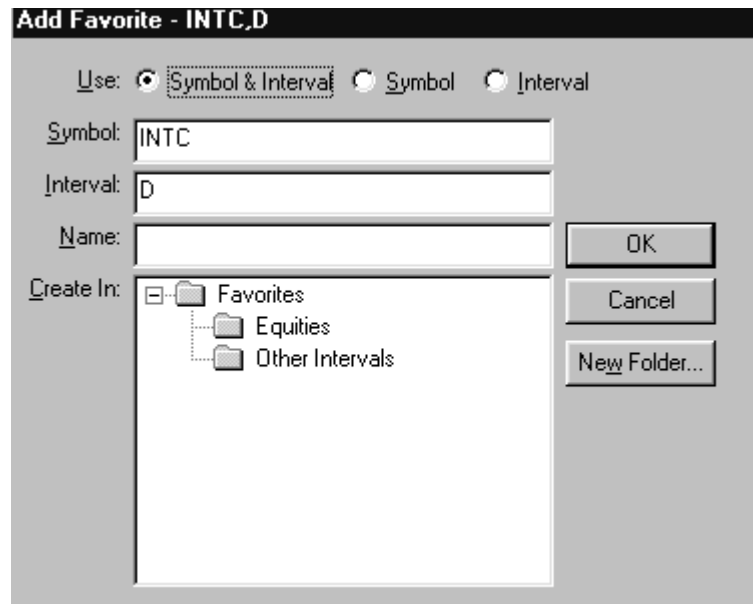 Add Favorite - INTC,D
Use: Symbol & Interval Symbol Interval
Symbol: INTC
Interval: D
Name:
OK
Create In:
Favorites
Cancel
Equities
Other Intervals
New Folder...